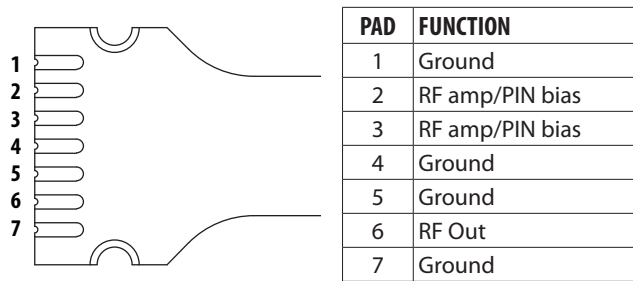 1
2
3
4
5
6
7
PAD FUNCTION
1 Ground
2 RF amp/PIN bias
3 RF amp/PIN bias
4 Ground
5 Ground
6 RF Out
7 Ground